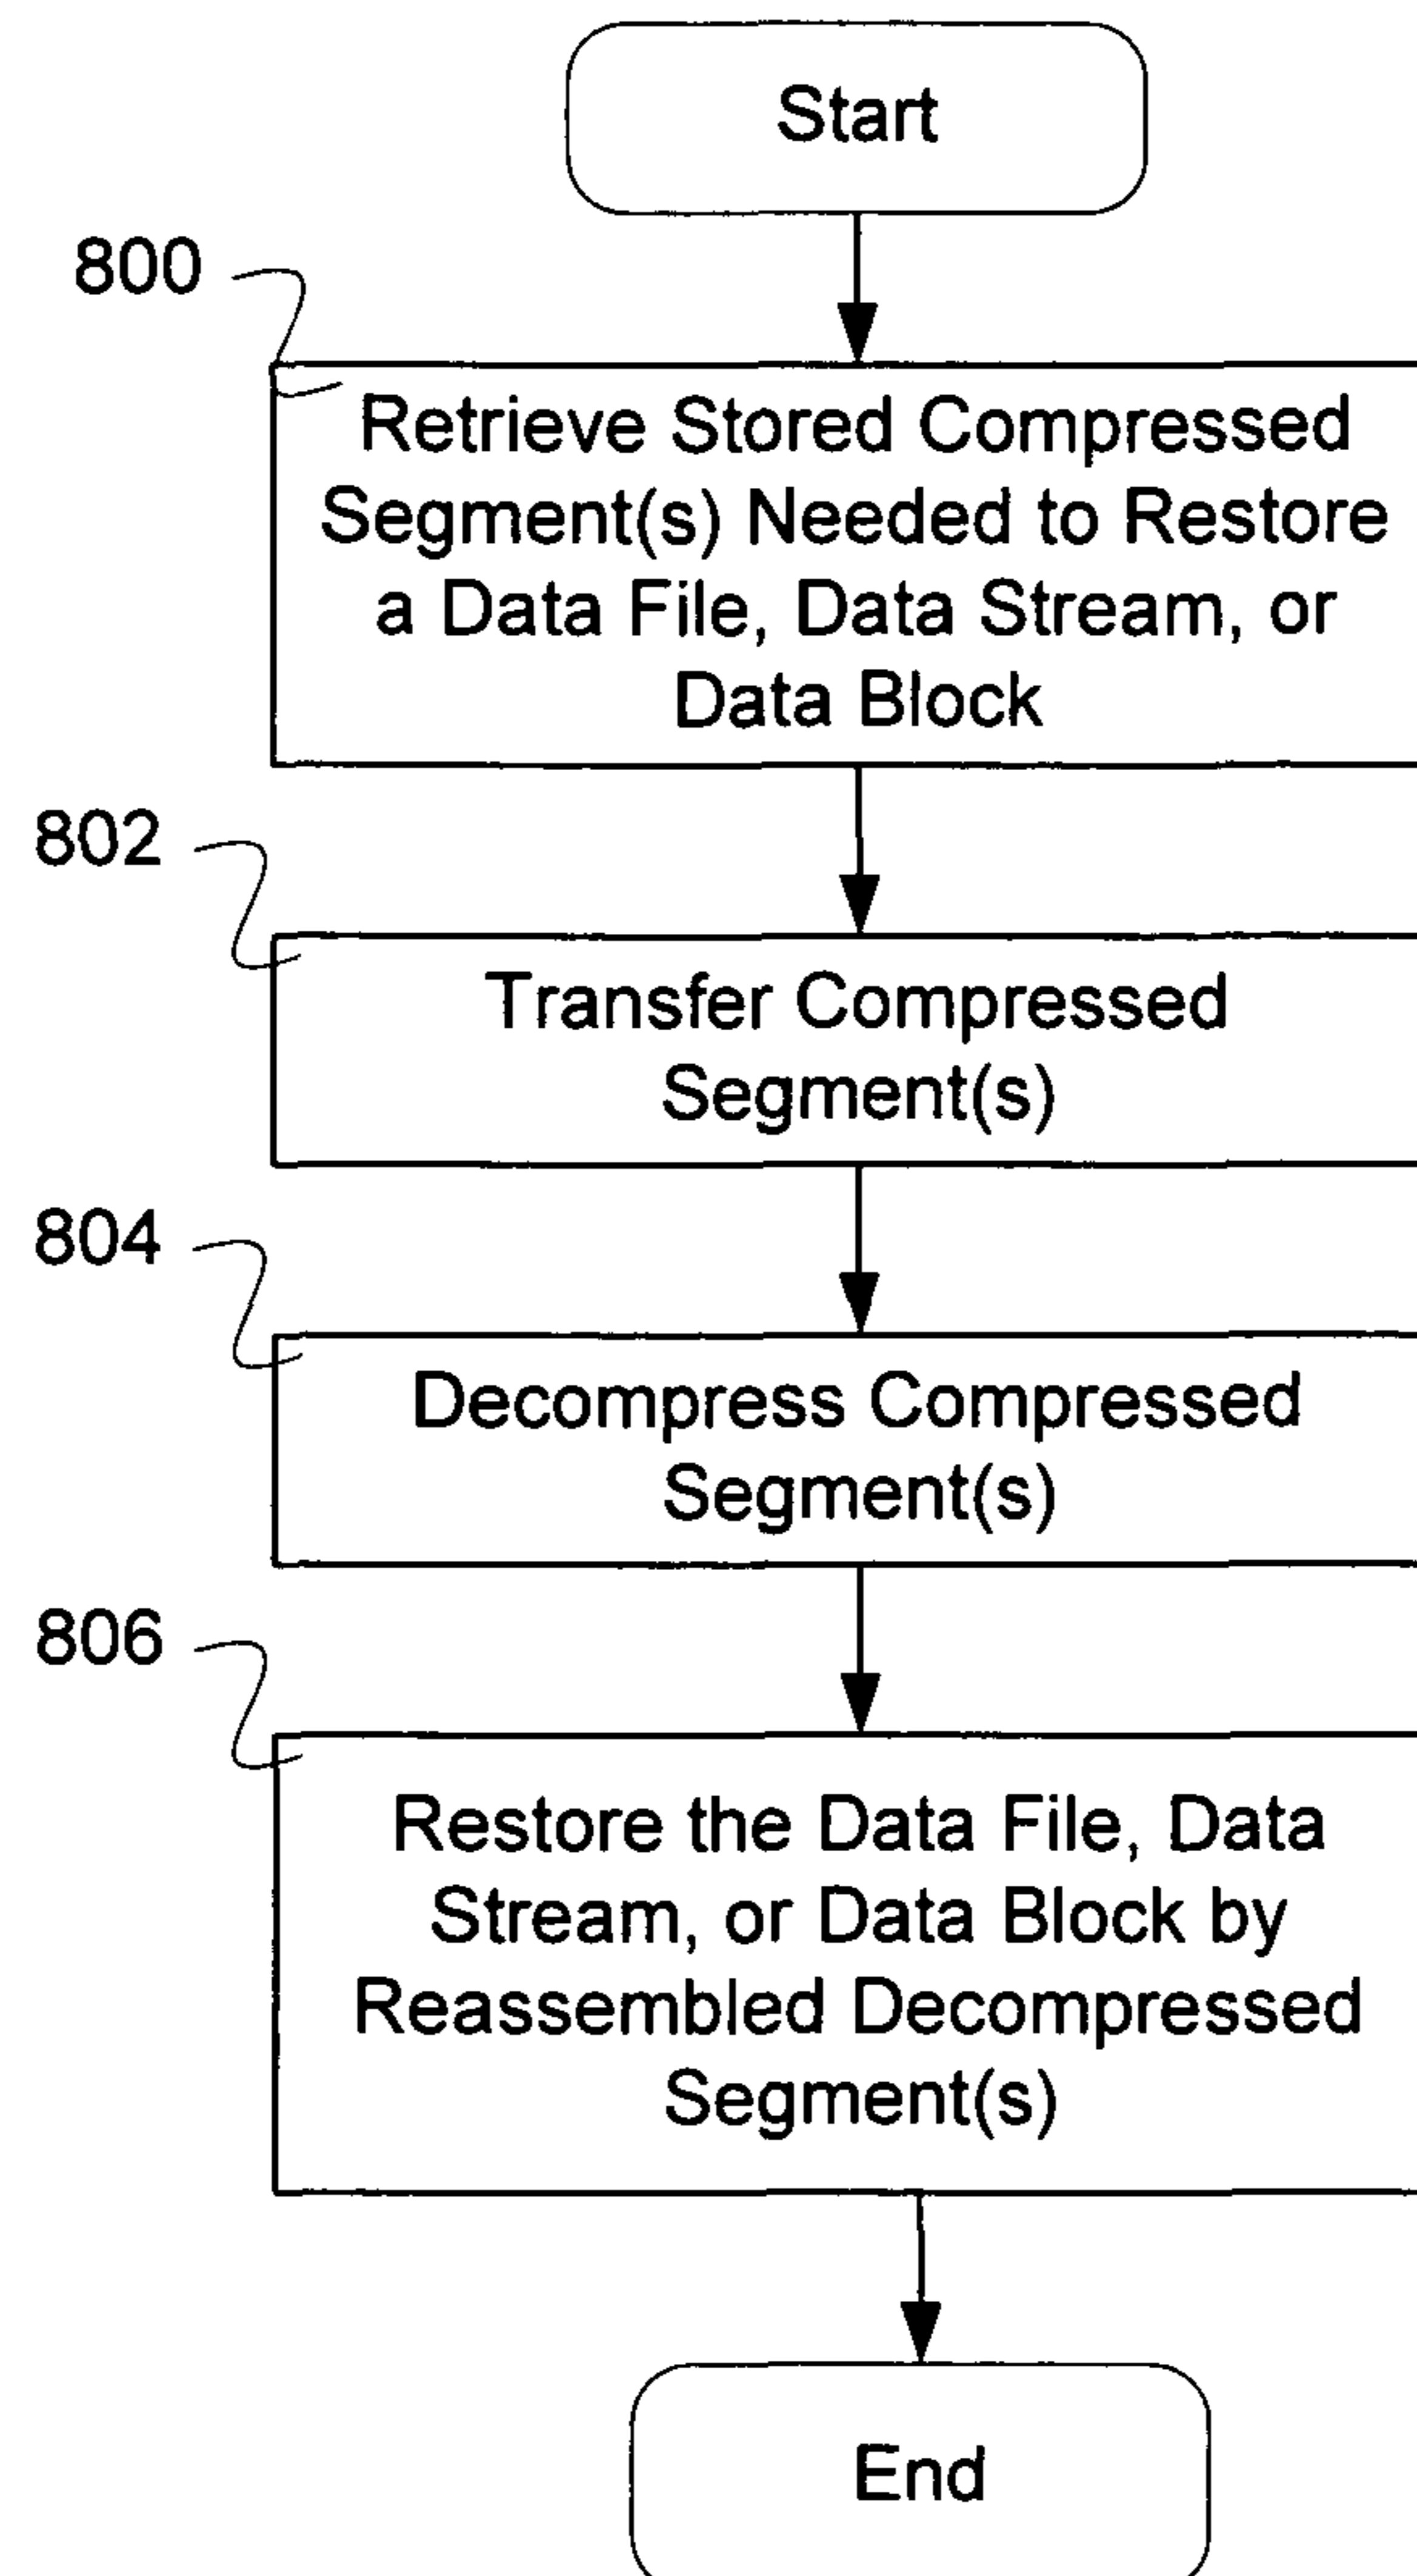 Start
800
Retrieve Stored Compressed
Segment(s) Needed to Restore
a Data File, Data Stream, or
Data Block
802
Transfer Compressed
Segment(s)
804
Decompress Compressed
Segment(s)
806
Restore the Data File, Data
Stream, or Data Block by
Reassembled Decompressed
Segment(s)
End